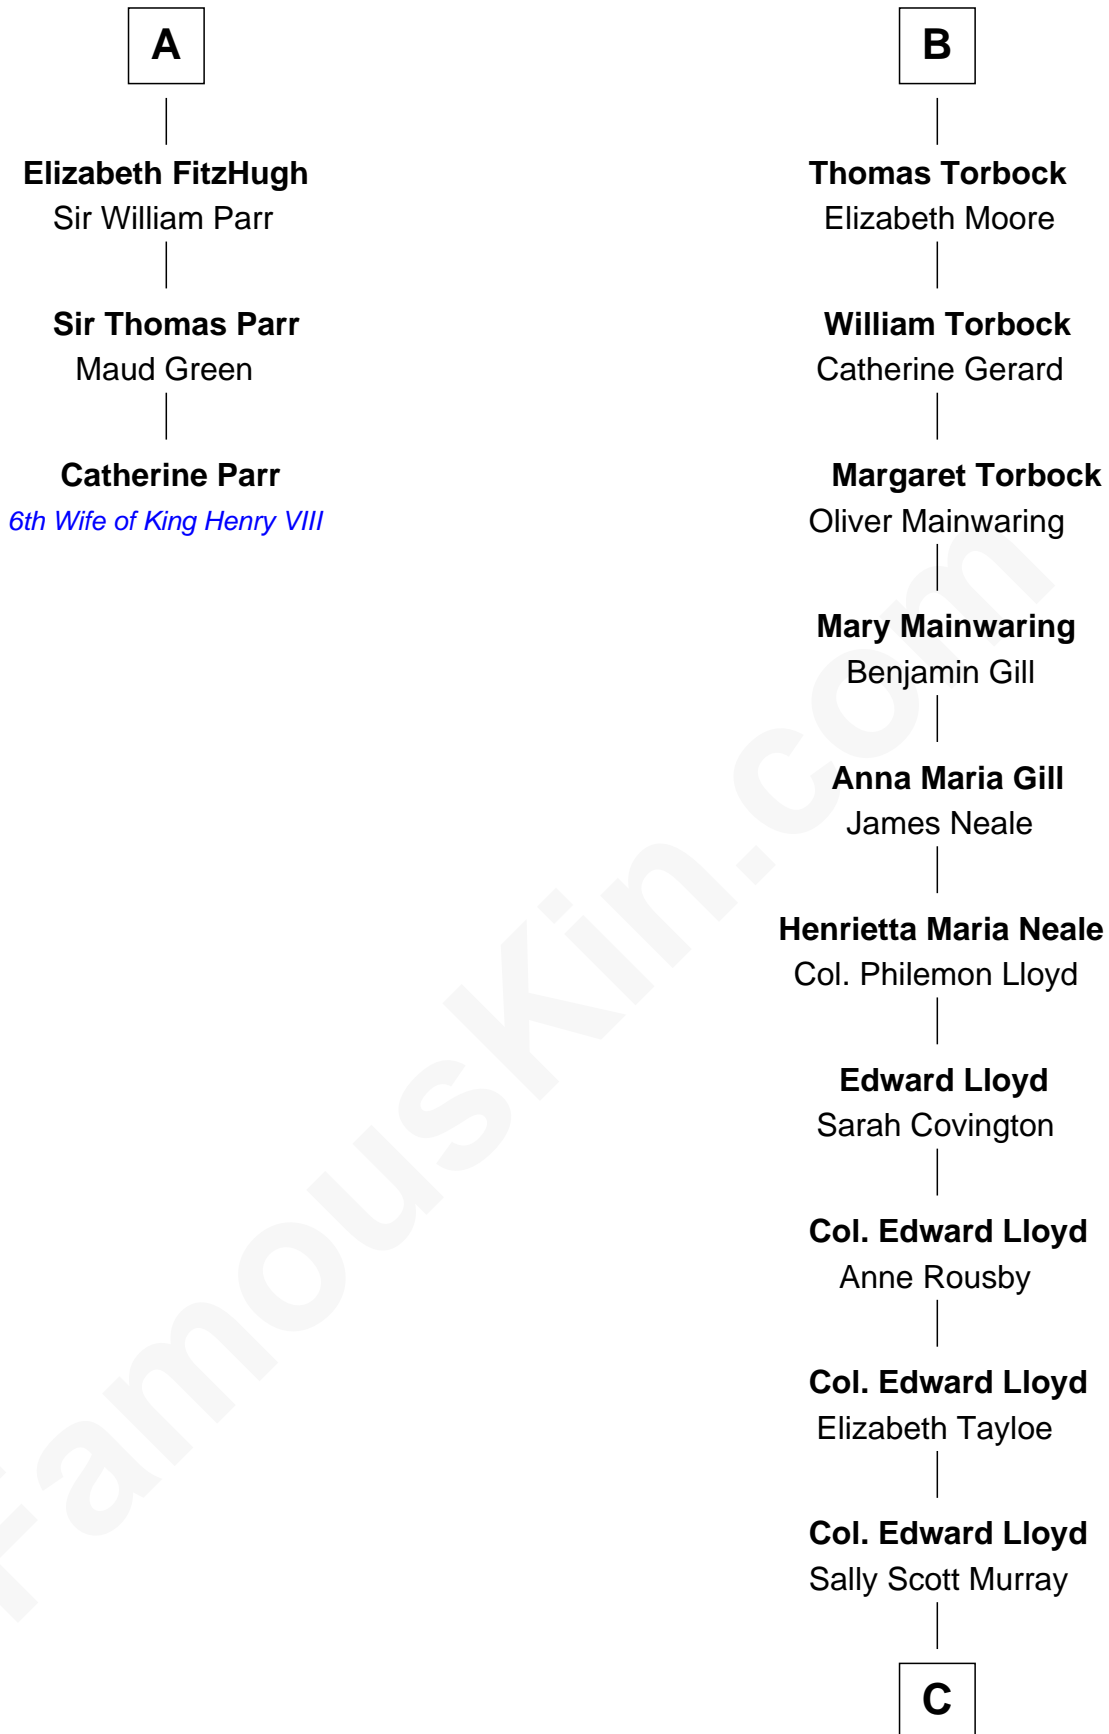 A
Elizabeth FitzHugh
Sir William Parr
Sir Thomas Parr
Maud Green
Catherine Parr
6th Wife of King Henry VIII
B
Thomas Torbock
Elizabeth Moore
William Torbock
Catherine Gerard
Margaret Torbock
Oliver Mainwaring
Mary Mainwaring
Benjamin Gill
Anna Maria Gill
James Neale
Henrietta Maria Neale
Col. Philemon Lloyd
Edward Lloyd
Sarah Covington
Col. Edward Lloyd
Anne Rousby
Col. Edward Lloyd
Elizabeth Tayloe
Col. Edward Lloyd
Sally Scott Murray
C
FamousKin.com